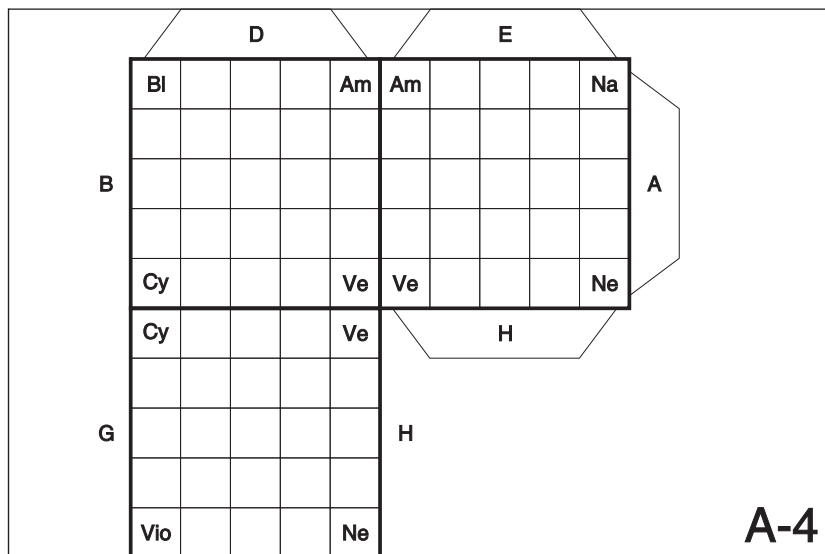 D E
Bl Am Am Na
B A
Cy Ve Ve Ne
Cy Ve H
G H
Vio Ne
A-4